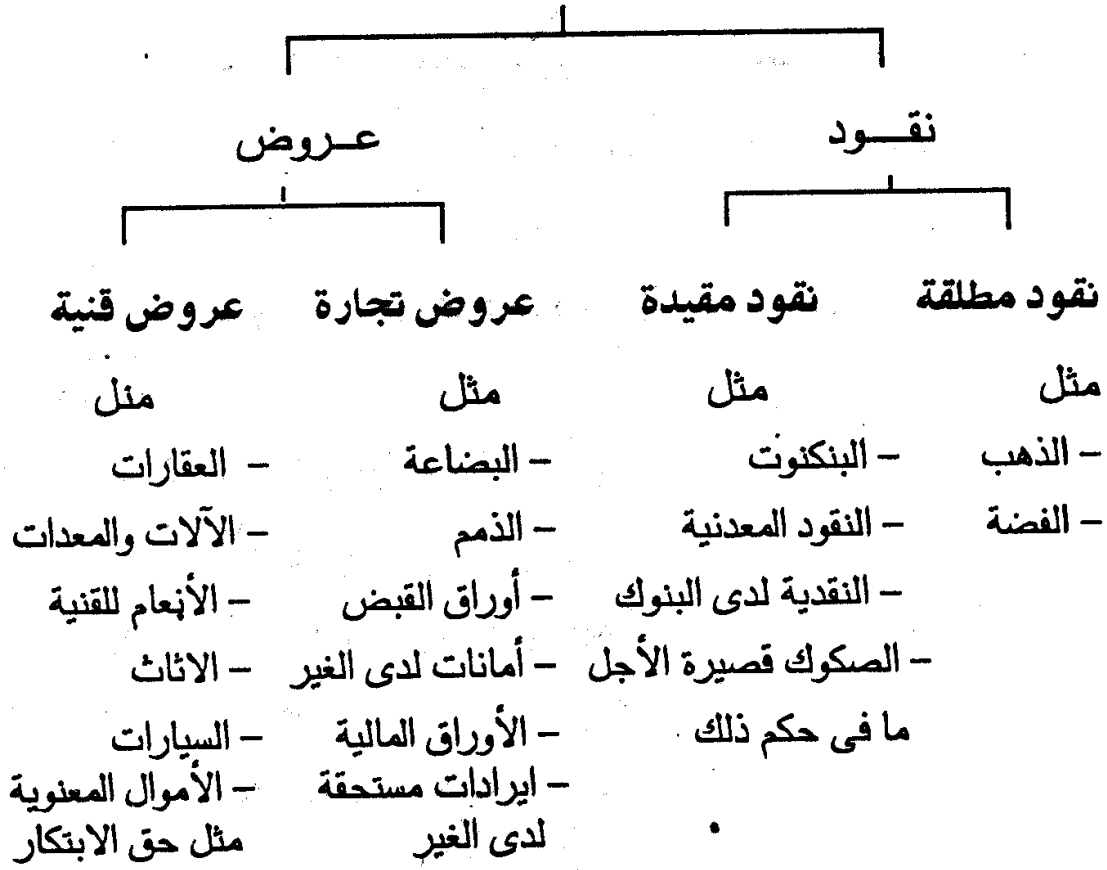 نقــود
عــروض
نقود مطلقة
مثل
– الذهب
– الفضة
نقود مقيدة
مثل
– البنكنوت
– النقود المعدنية
– النقدية لدى البنوك
– الصكوك قصيرة الأجل
ما فى حكم ذلك
عروض تجارة
مثل
– البضاعة
– الذمم
– أوراق القبض
– أمانات لدى الغير
– الأوراق المالية
– ايرادات مستحقة
لدى الغير
عروض قنية
مثل
– العقارات
– الآلات والمعدات
– الأنعام للقنية
– الاثاث
– السيارات
– الأموال المعنوية
مثل حق الابتكار